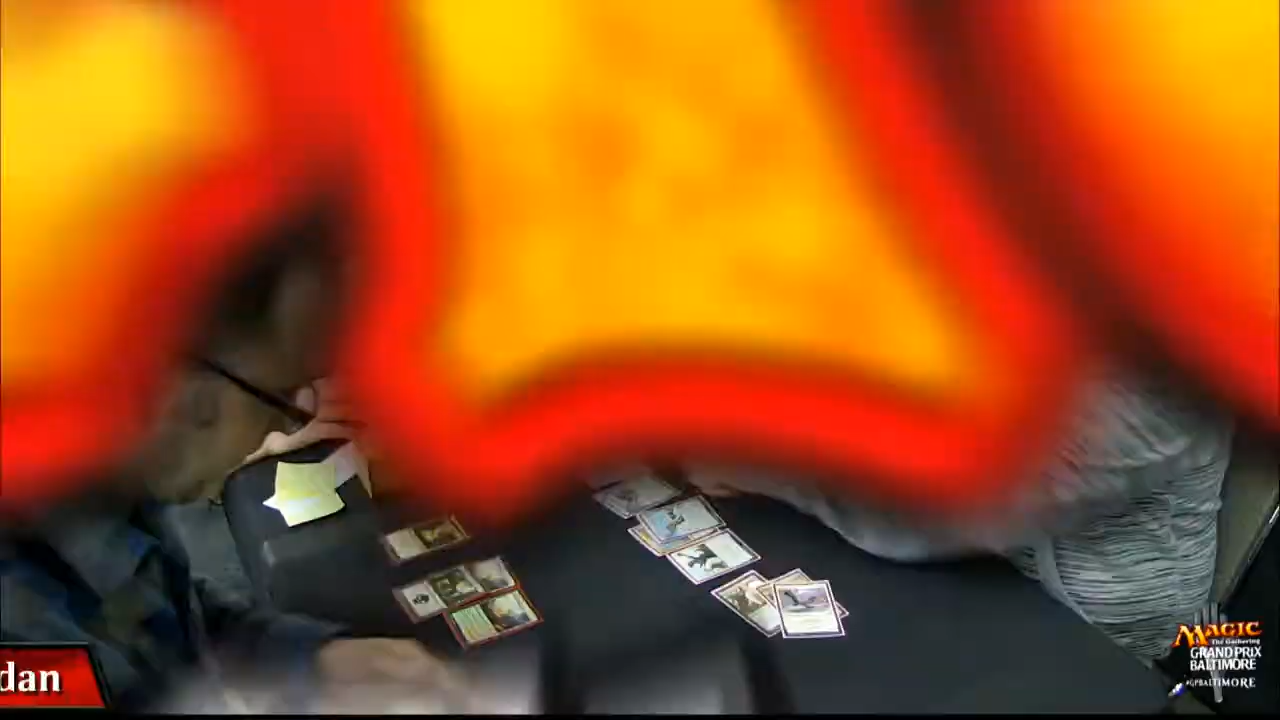 dan
MAGIC
The Gathering
GRAND PRIX
BALTIMORE
#GPBALTIMORE